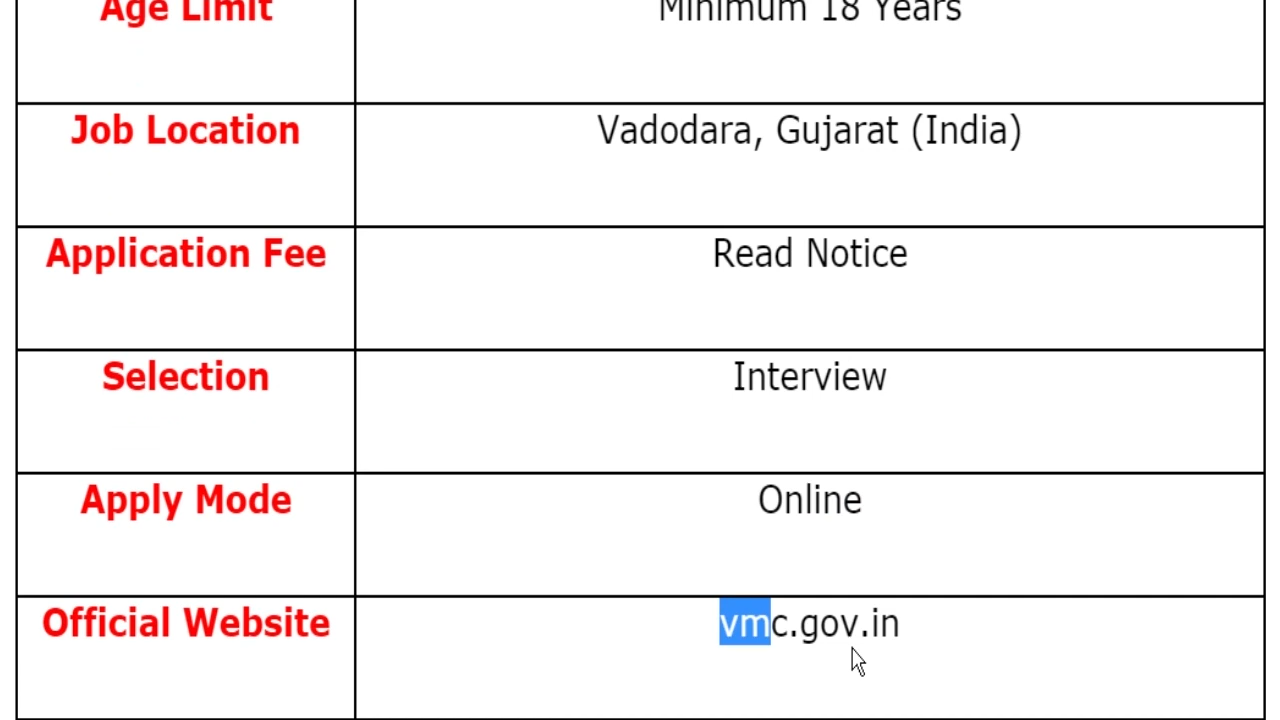 Age Limit Minimum 18 Years
Job Location Vadodara, Gujarat (India)
Application Fee Read Notice
Selection Interview
Apply Mode Online
Official Website vmc.gov.in